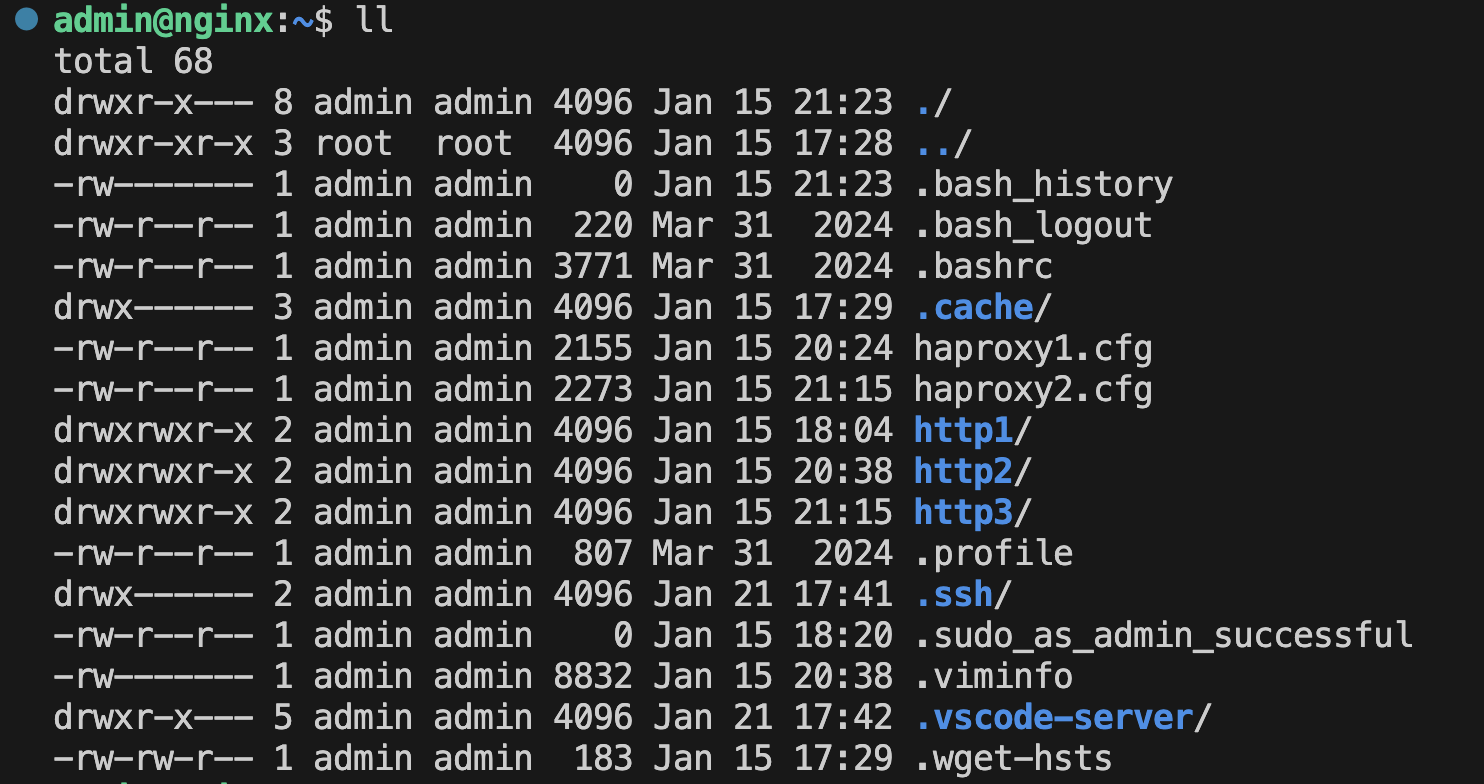 admin@nginx:~$ ll
total 68
drwxr-x--- 8 admin admin 4096 Jan 15 21:23 ./
drwxr-xr-x 3 root  root  4096 Jan 15 17:28 ../
-rw------- 1 admin admin    0 Jan 15 21:23 .bash_history
-rw-r--r-- 1 admin admin  220 Mar 31  2024 .bash_logout
-rw-r--r-- 1 admin admin 3771 Mar 31  2024 .bashrc
drwx------ 3 admin admin 4096 Jan 15 17:29 .cache/
-rw-r--r-- 1 admin admin 2155 Jan 15 20:24 haproxy1.cfg
-rw-r--r-- 1 admin admin 2273 Jan 15 21:15 haproxy2.cfg
drwxrwxr-x 2 admin admin 4096 Jan 15 18:04 http1/
drwxrwxr-x 2 admin admin 4096 Jan 15 20:38 http2/
drwxrwxr-x 2 admin admin 4096 Jan 15 21:15 http3/
-rw-r--r-- 1 admin admin  807 Mar 31  2024 .profile
drwx------ 2 admin admin 4096 Jan 21 17:41 .ssh/
-rw-r--r-- 1 admin admin    0 Jan 15 18:20 .sudo_as_admin_successful
-rw------- 1 admin admin 8832 Jan 15 20:38 .viminfo
drwxr-x--- 5 admin admin 4096 Jan 21 17:42 .vscode-server/
-rw-rw-r-- 1 admin admin  183 Jan 15 17:29 .wget-hsts